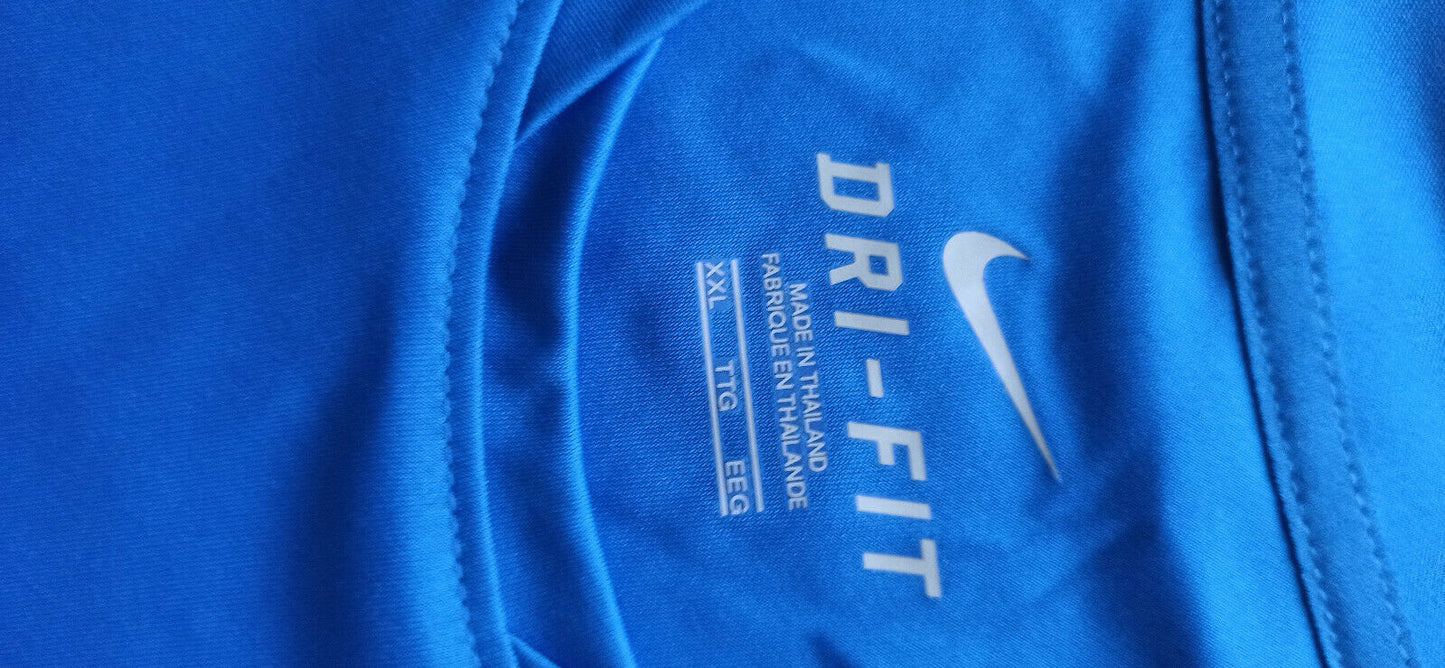 DRI-FIT
MADE IN THAILAND
FABRIQUE EN THAILANDE
XXL TTG EEG